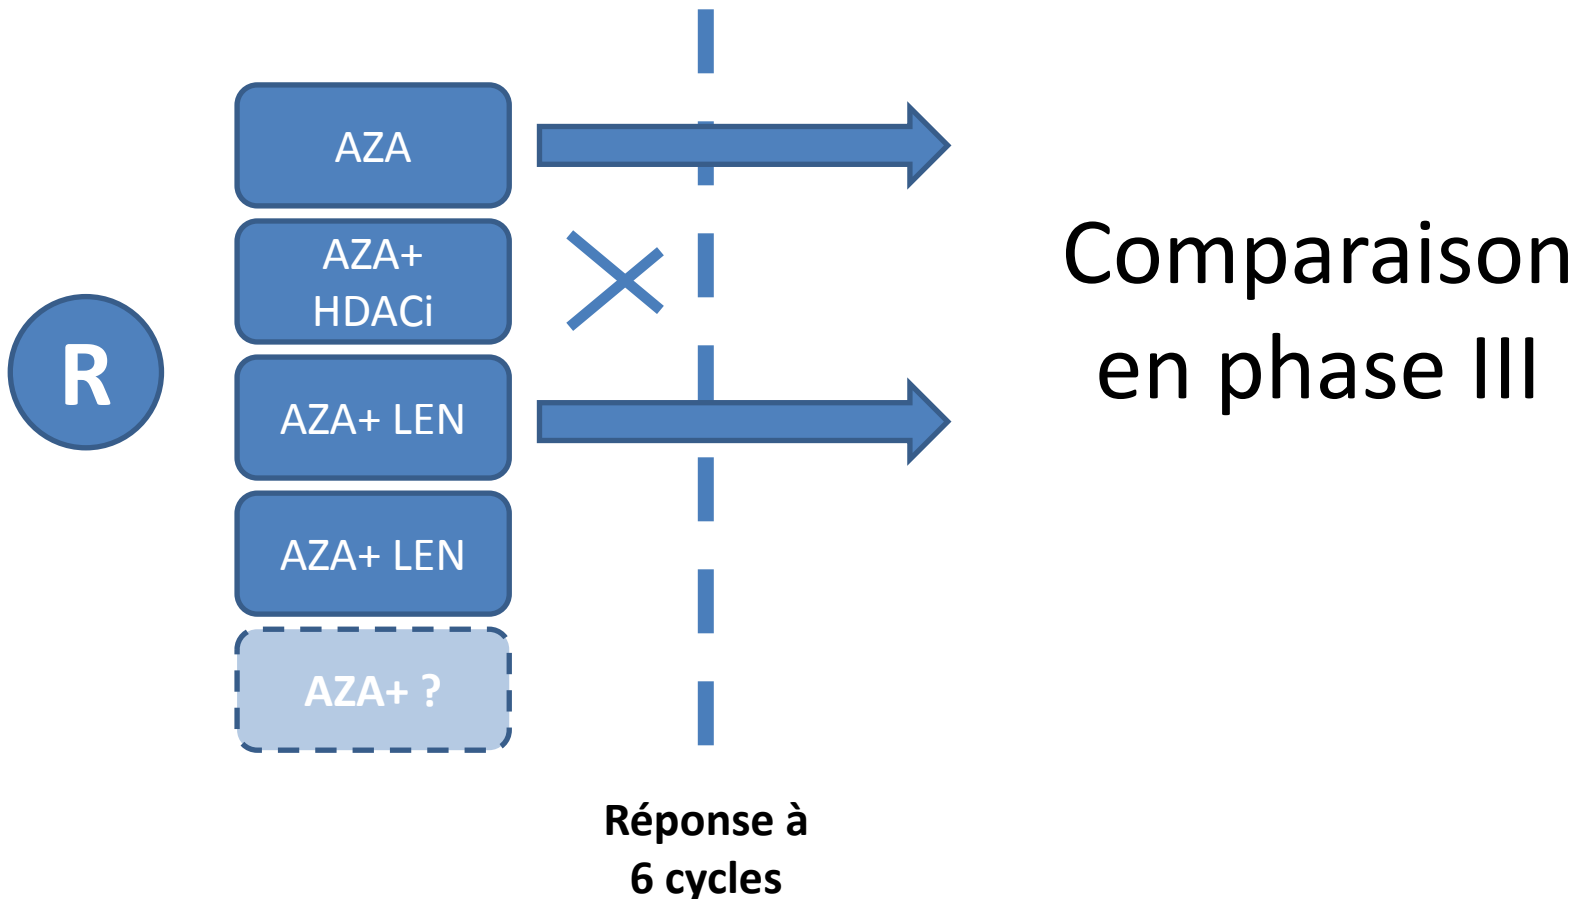 R
AZA
AZA+
HDACi
AZA+ LEN
AZA+ LEN
AZA+ ?
Comparaison
en phase III
Réponse à
6 cycles